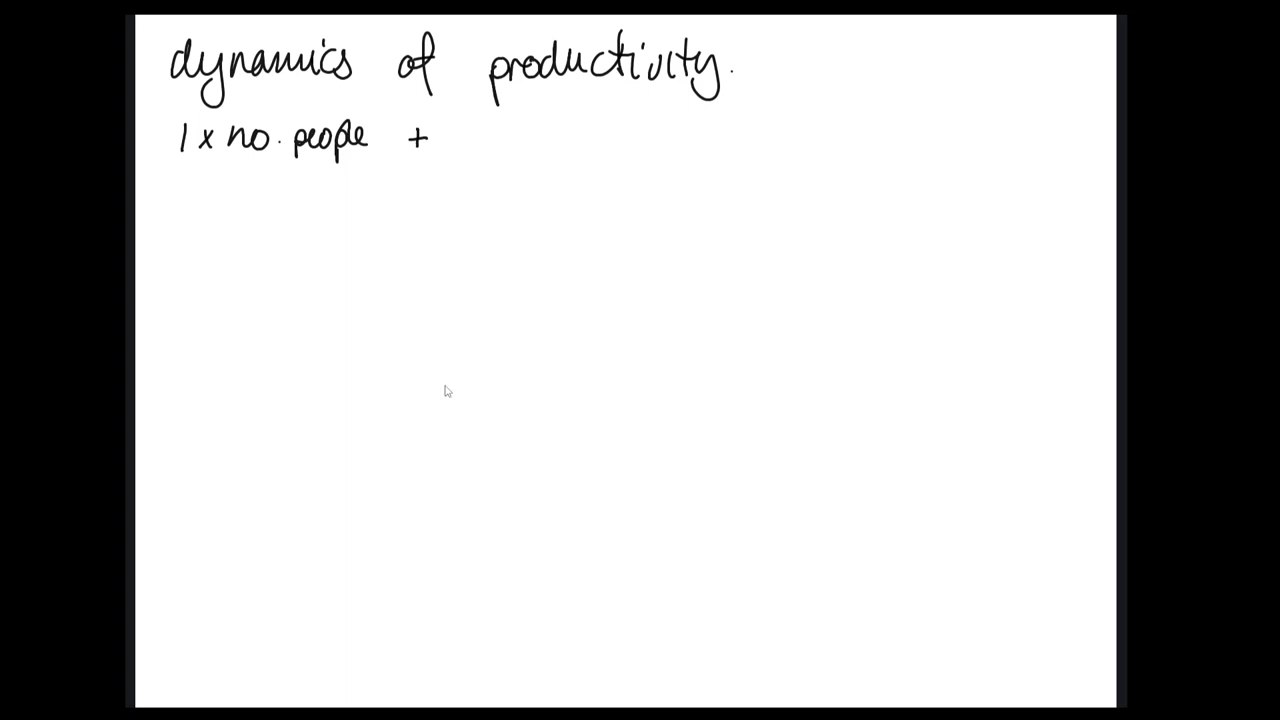 dynamics of productivity.
1 x no. people +